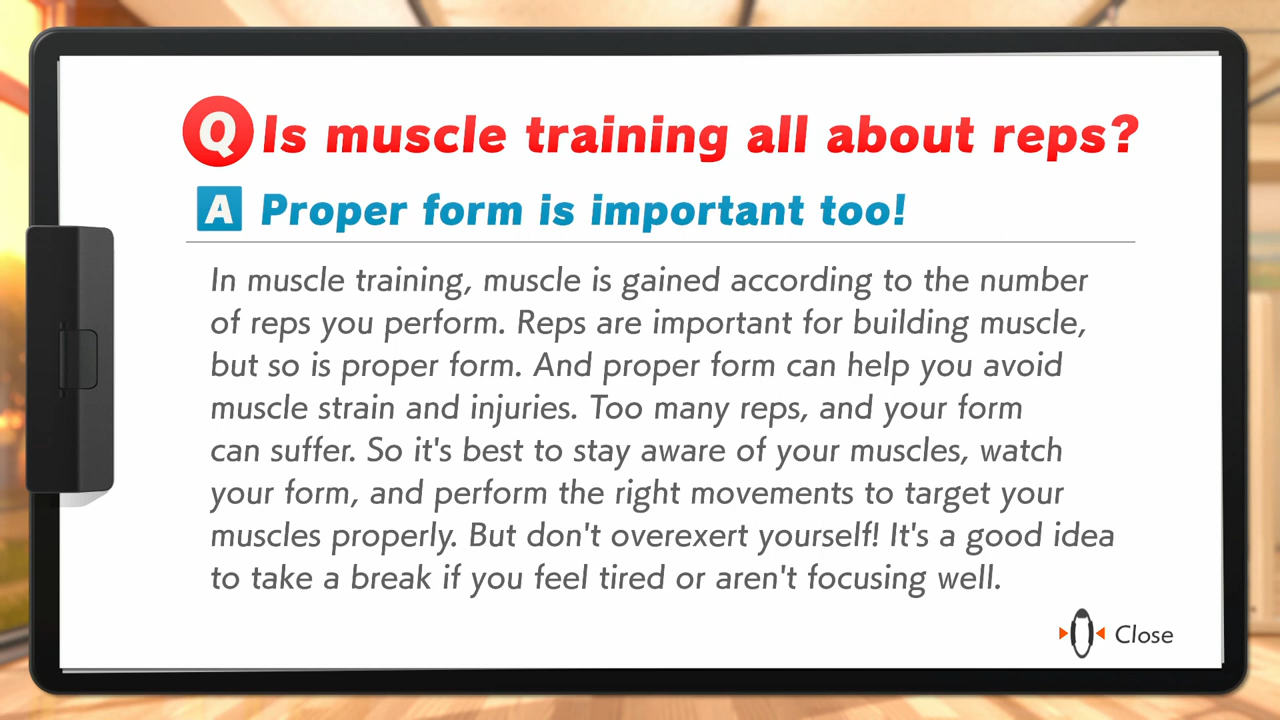 Q Is muscle training all about reps?
A Proper form is important too!
In muscle training, muscle is gained according to the number
of reps you perform. Reps are important for building muscle,
but so is proper form. And proper form can help you avoid
muscle strain and injuries. Too many reps, and your form
can suffer. So it's best to stay aware of your muscles, watch
your form, and perform the right movements to target your
muscles properly. But don't overexert yourself! It's a good idea
to take a break if you feel tired or aren't focusing well.
Close